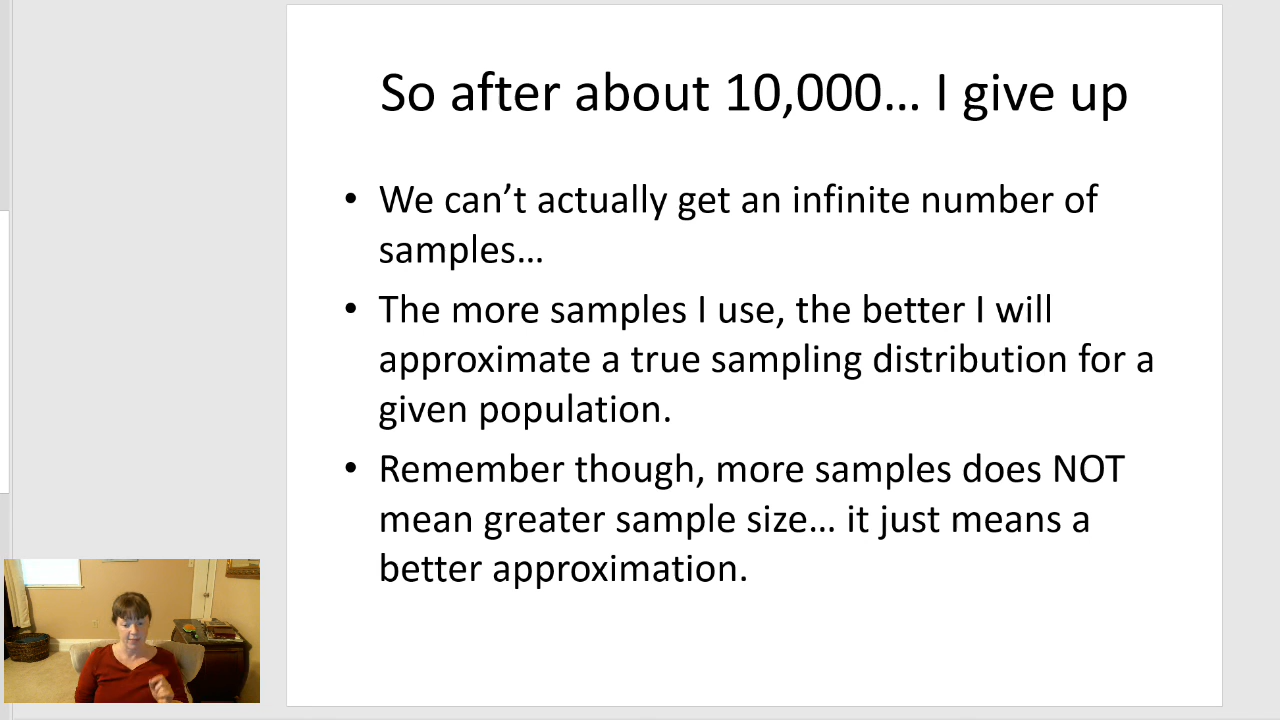 So after about 10,000… I give up
• We can’t actually get an infinite number of
samples…
• The more samples I use, the better I will
approximate a true sampling distribution for a
given population.
• Remember though, more samples does NOT
mean greater sample size… it just means a
better approximation.